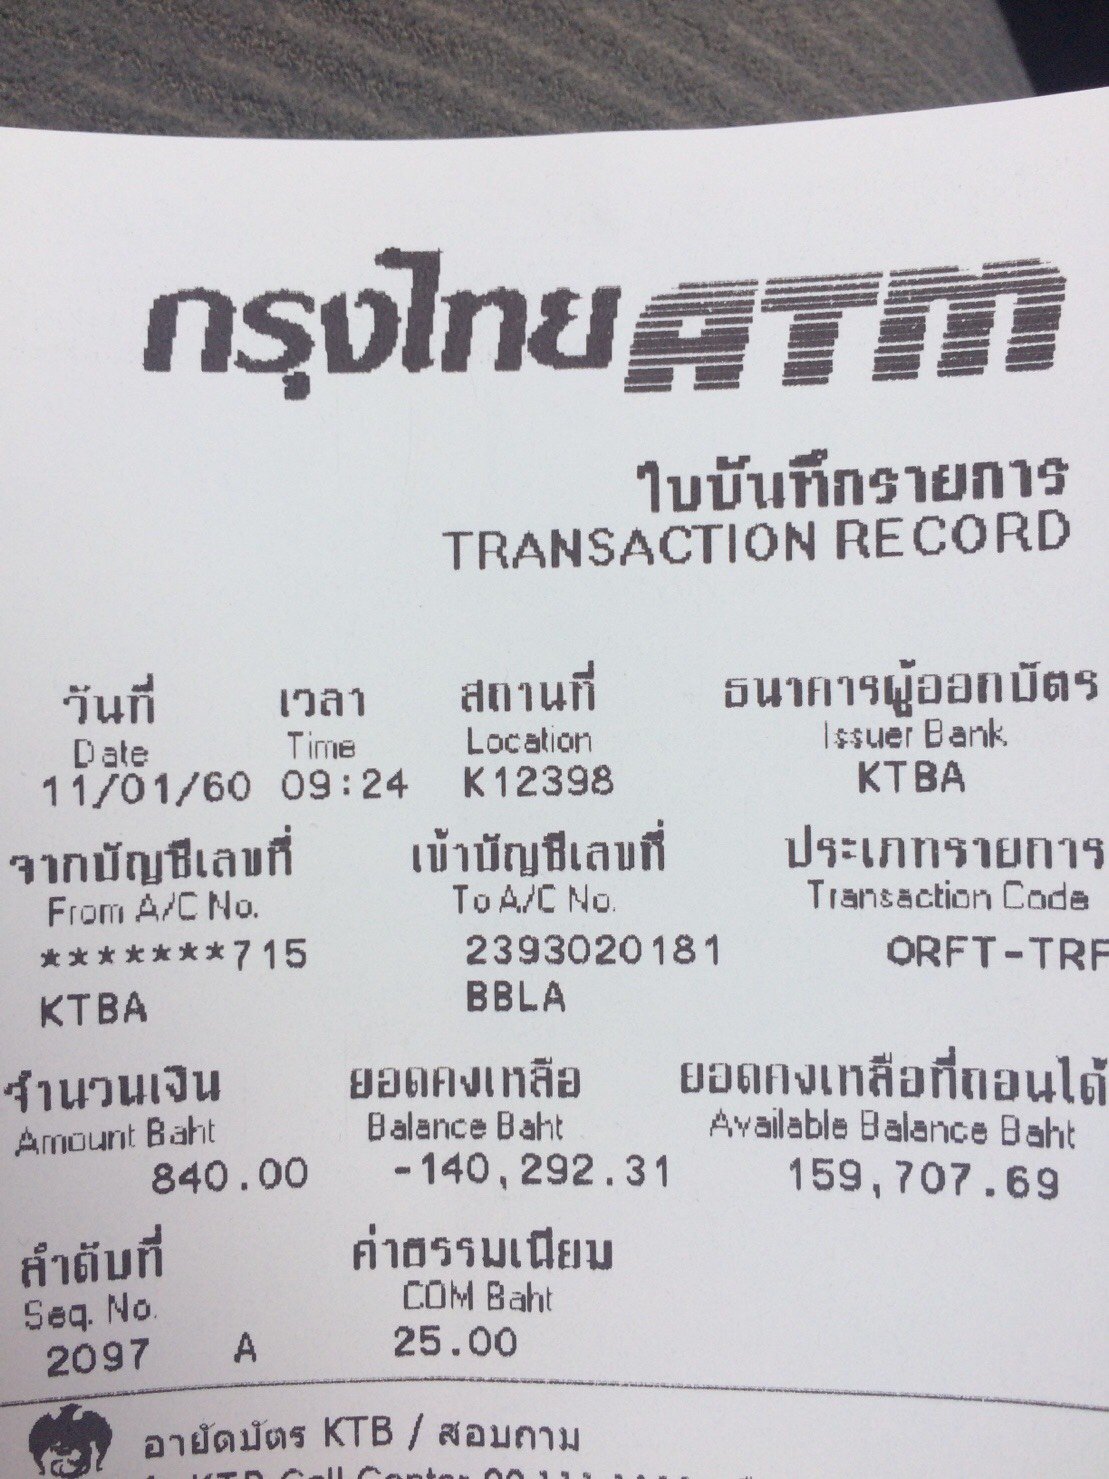 กรุงไทย ATM
ใบบันทึกรายการ
TRANSACTION RECORD
วันที่ เวลา สถานที่ ธนาคารผู้ออกบัตร
Date Time Location Issuer Bank
11/01/60 09:24 K12398 KTBA
จากบัญชีเลขที่ เข้าบัญชีเลขที่ ประเภทรายการ
From A/C No. To A/C No. Transaction Code
*******715 2393020181 ORFT-TRF
KTBA BBLA
จำนวนเงิน ยอดคงเหลือ ยอดคงเหลือที่ถอนได้
Amount Baht Balance Baht Available Balance Baht
840.00 -140,292.31 159,707.69
ลำดับที่ ค่าธรรมเนียม
Seq. No. COM Baht
2097 A 25.00
อายัดบัตร KTB / สอบถาม
KTB Call Center